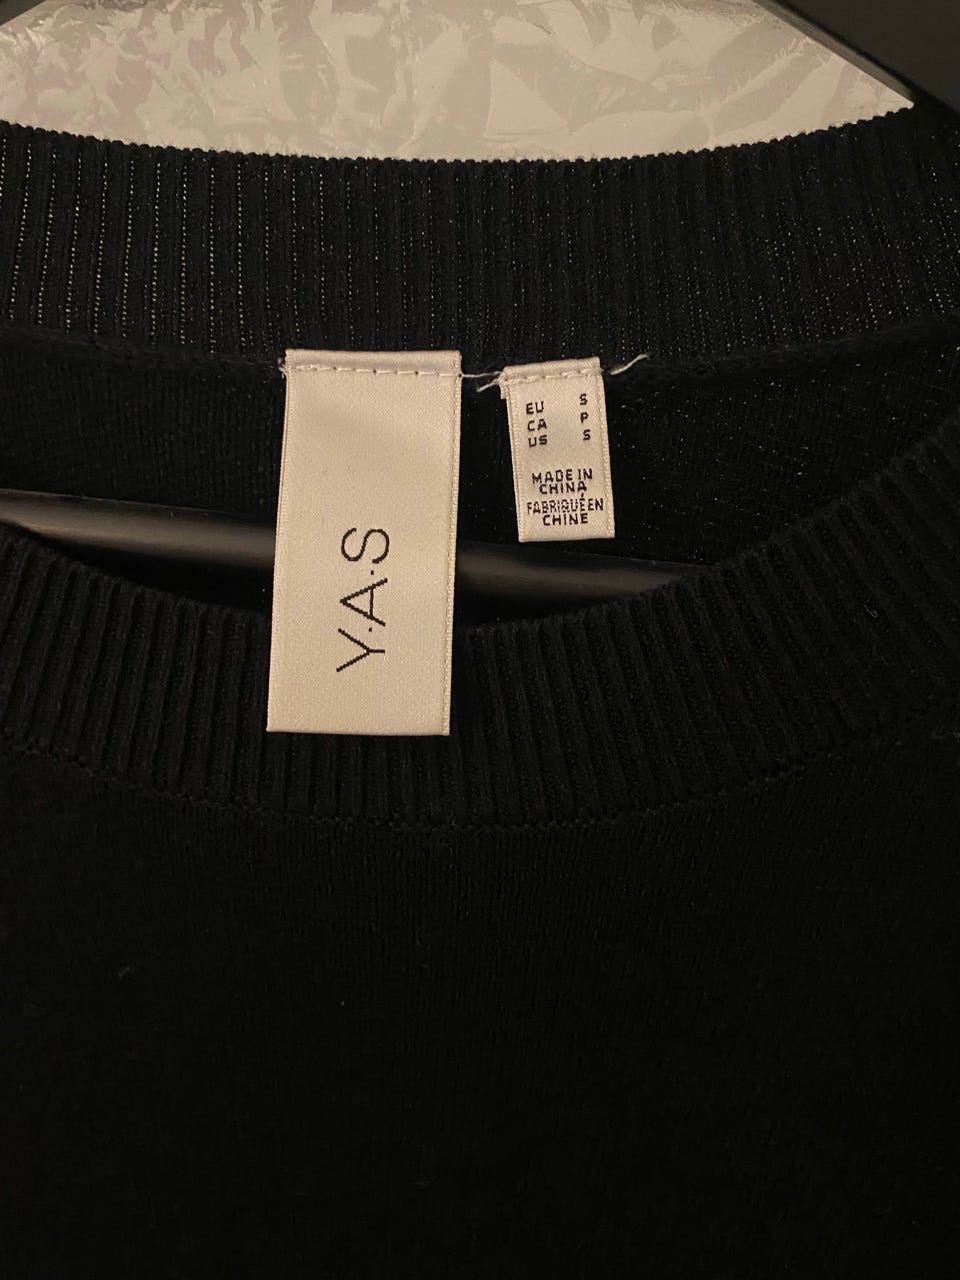 Y.A.S
EU S
CA P
US S
MADE IN
CHINA
FABRIQUÉ EN
CHINE